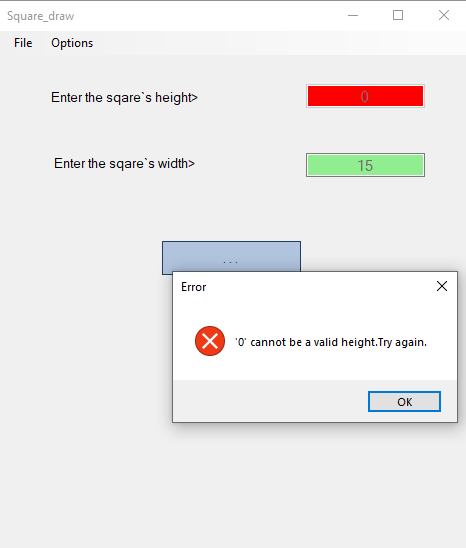 Square_draw
File Options
Enter the sqare`s height>
0
Enter the sqare`s width>
15
...
Error
'0' cannot be a valid height.Try again.
OK